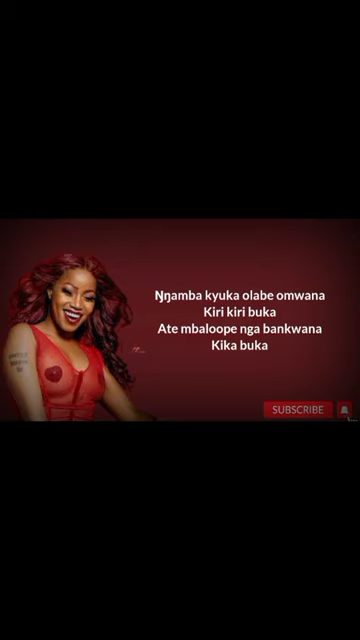 Ŋŋamba kyuka olabe omwana
Kiri kiri buka
Ate mbaloope nga bankwana
Kika buka
SUBSCRIBE